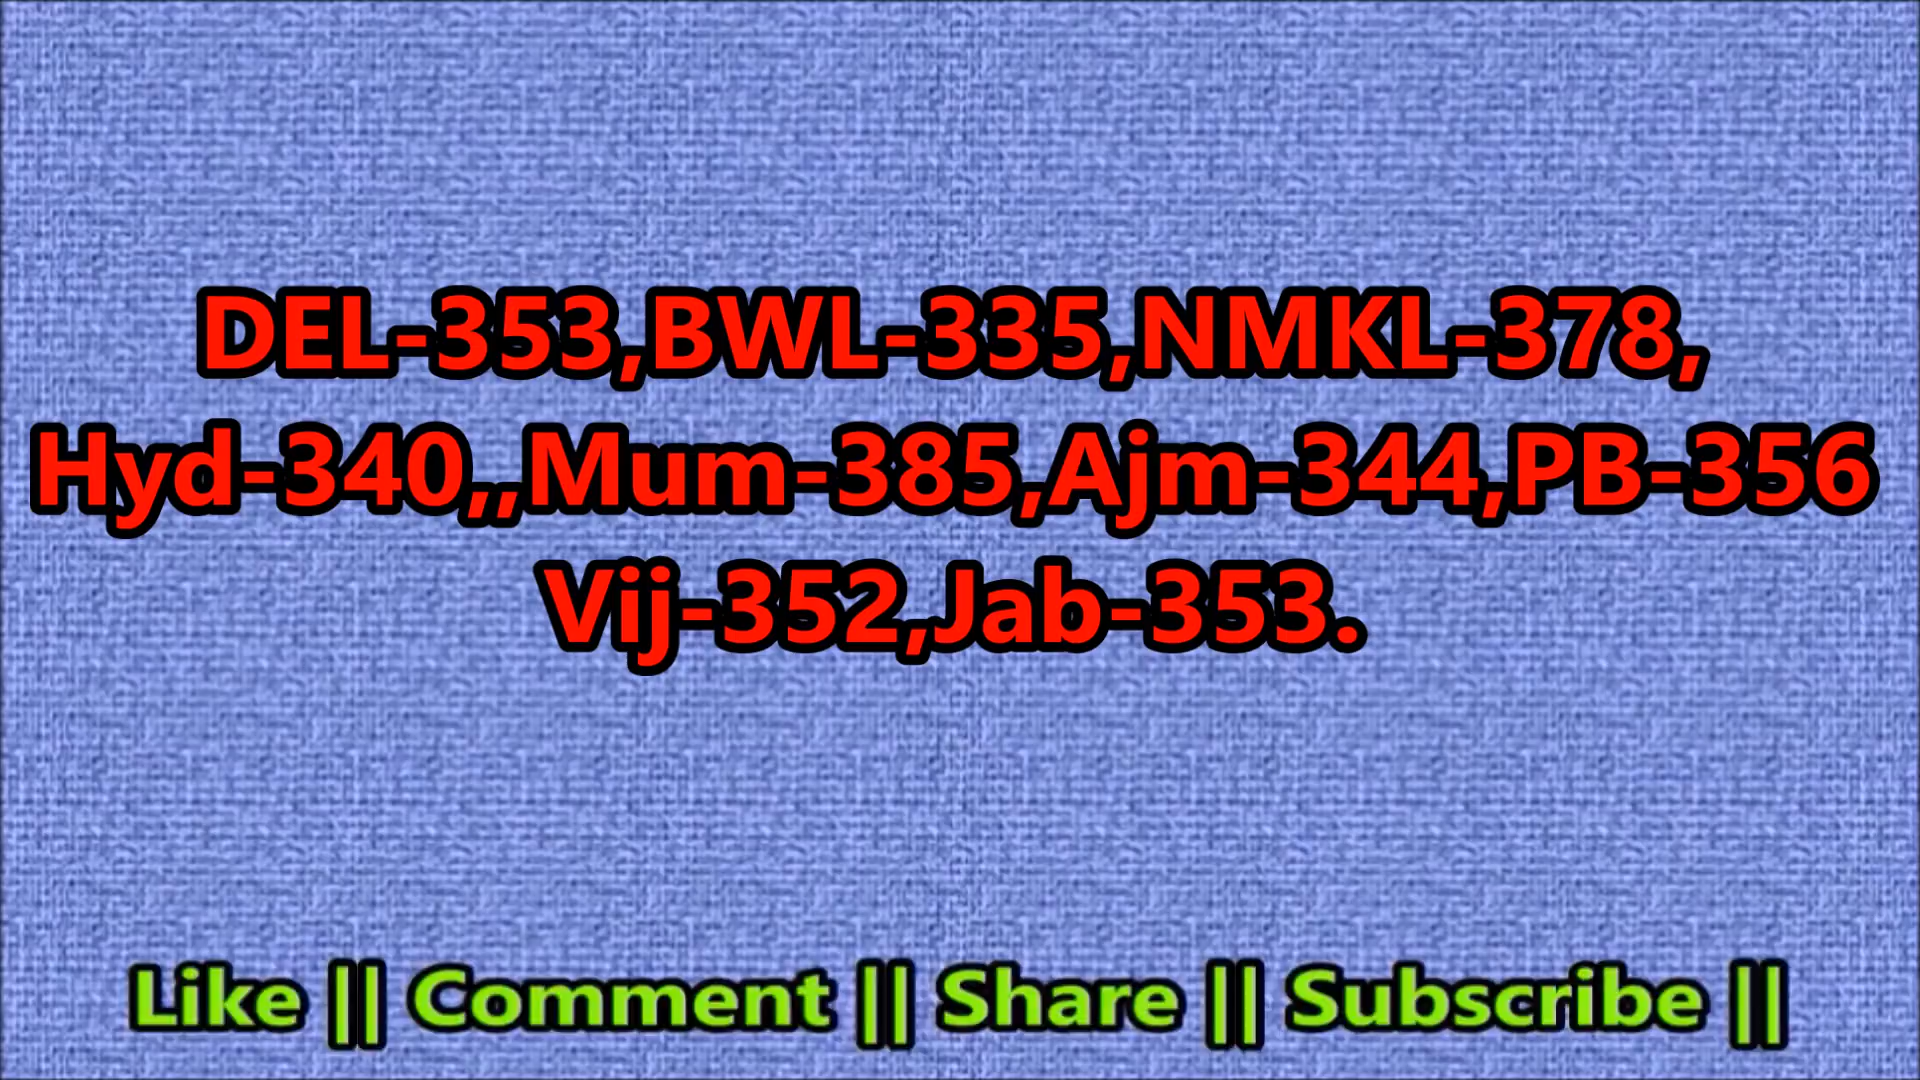 DEL-353,BWL-335,NMKL-378,
Hyd-340,,Mum-385,Ajm-344,PB-356
Vij-352,Jab-353.
Like || Comment || Share || Subscribe ||